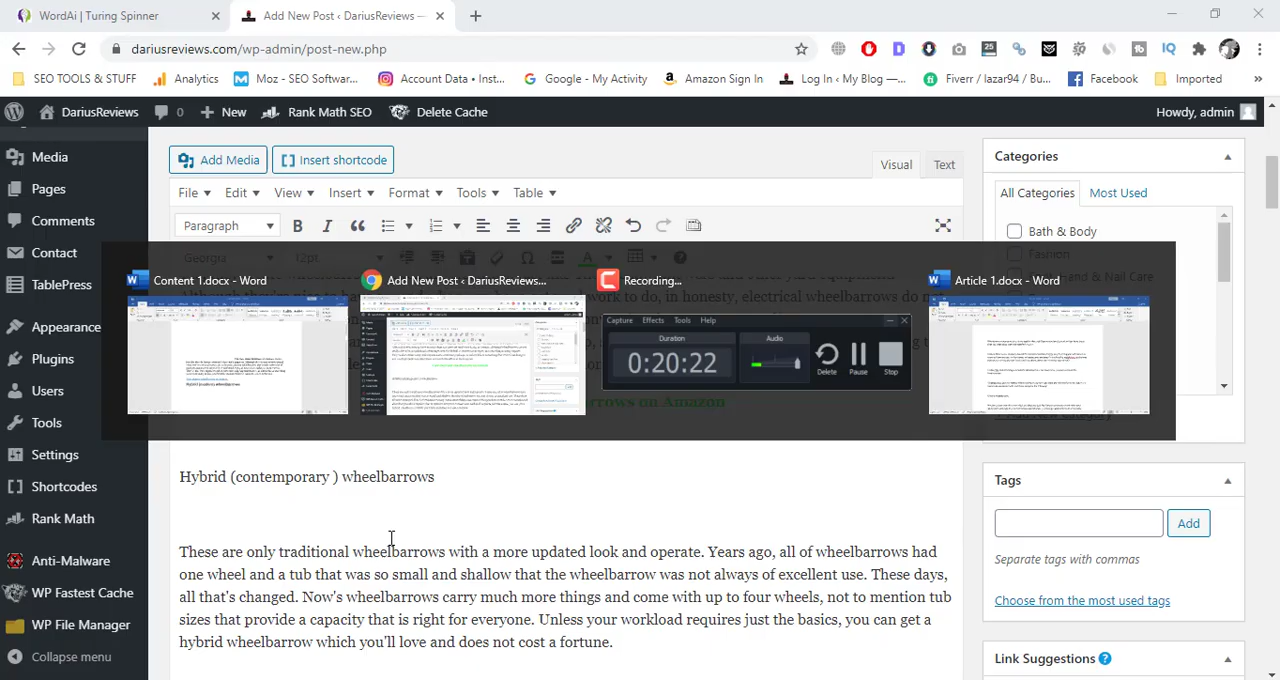 WordAi | Turing Spinner
Add New Post ‹ DariusReviews —
dariusreviews.com/wp-admin/post-new.php
SEO TOOLS & STUFF
Analytics
Moz - SEO Software...
Account Data • Inst...
Google - My Activity
Amazon Sign In
Log In ‹ My Blog —...
Fiverr / lazar94 / Bu...
Facebook
Imported
DariusReviews
0
New
Rank Math SEO
Delete Cache
Howdy, admin
Media
Pages
Comments
Contact
TablePress
Appearance
Plugins
Users
Tools
Settings
Shortcodes
Rank Math
Anti-Malware
WP Fastest Cache
WP File Manager
Collapse menu
Add Media
[ ] Insert shortcode
Visual
Text
File
Edit
View
Insert
Format
Tools
Table
Paragraph
Georgia
12pt
Content 1.docx - Word
Add New Post ‹ DariusReviews...
Recording...
Article 1.docx - Word
Capture
Effects
Tools
Help
Duration
0:20:22
Audio
Delete
Pause
Stop
Hybrid (contemporary ) wheelbarrows
These are only traditional wheelbarrows with a more updated look and operate. Years ago, all of wheelbarrows had
one wheel and a tub that was so small and shallow that the wheelbarrow was not always of excellent use. These days,
all that's changed. Now's wheelbarrows carry much more things and come with up to four wheels, not to mention tub
sizes that provide a capacity that is right for everyone. Unless your workload requires just the basics, you can get a
hybrid wheelbarrow which you'll love and does not cost a fortune.
Categories
All Categories
Most Used
Bath & Body
Fashion
Tags
Add
Separate tags with commas
Choose from the most used tags
Link Suggestions